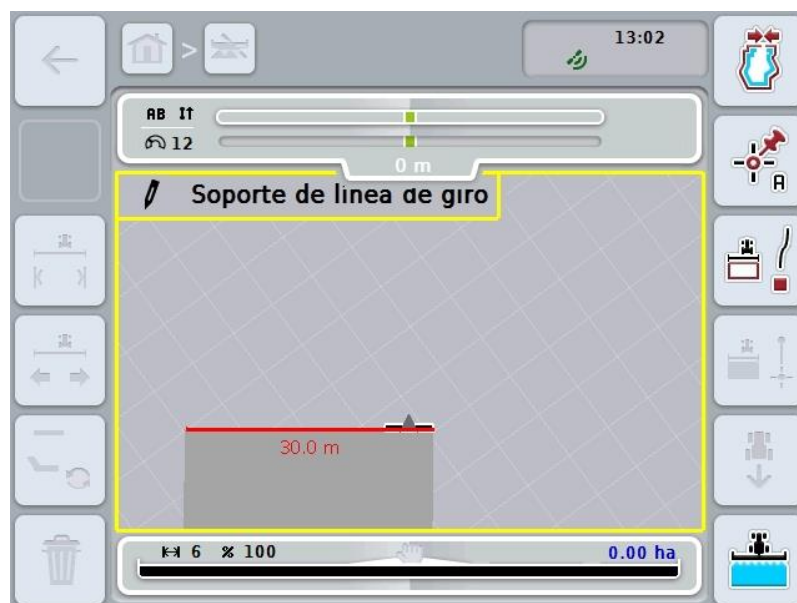 13:02
AB
12
0 m
Soporte de línea de giro
30.0 m
6 % 100 0.00 ha
A